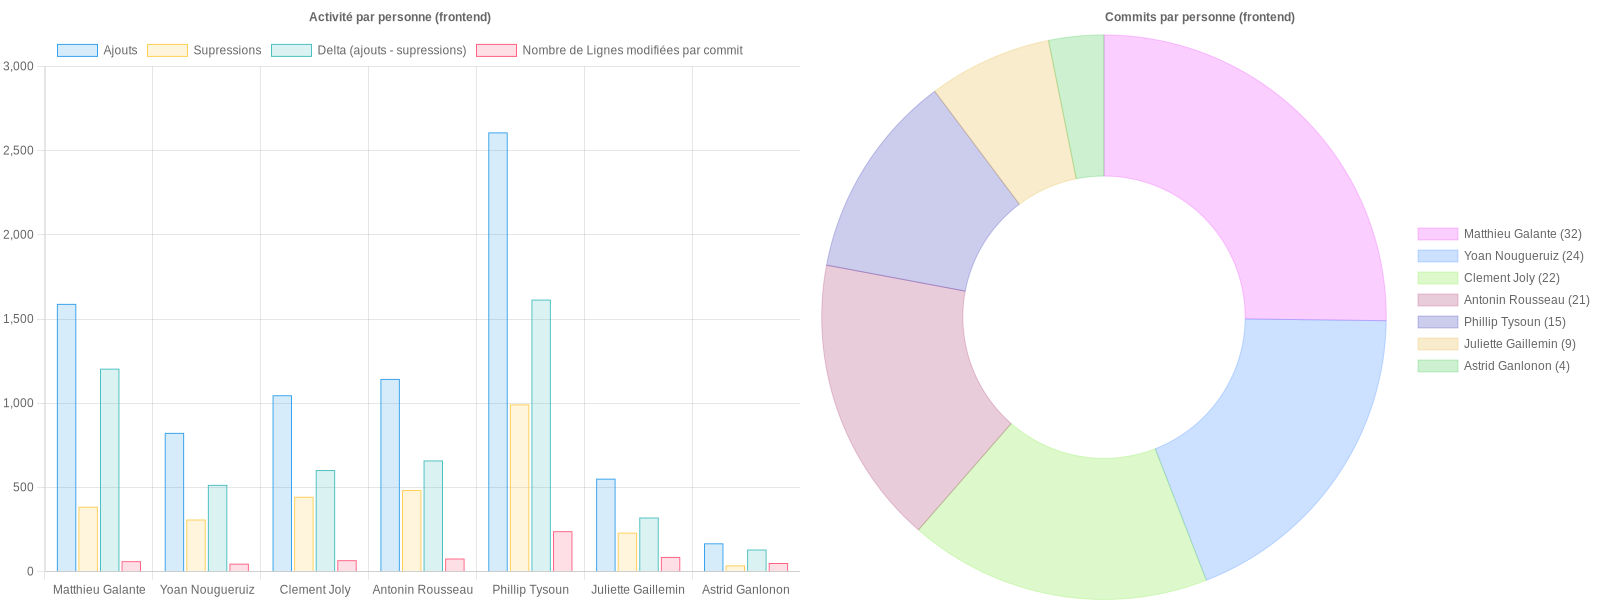 Activité par personne (frontend)
Ajouts Supressions Delta (ajouts - supressions) Nombre de Lignes modifiées par commit
3,000
2,500
2,000
1,500
1,000
500
0
Matthieu Galante Yoan Nougueruiz Clement Joly Antonin Rousseau Phillip Tysoun Juliette Gaillemin Astrid Ganlonon
Commits par personne (frontend)
Matthieu Galante (32)
Yoan Nougueruiz (24)
Clement Joly (22)
Antonin Rousseau (21)
Phillip Tysoun (15)
Juliette Gaillemin (9)
Astrid Ganlonon (4)